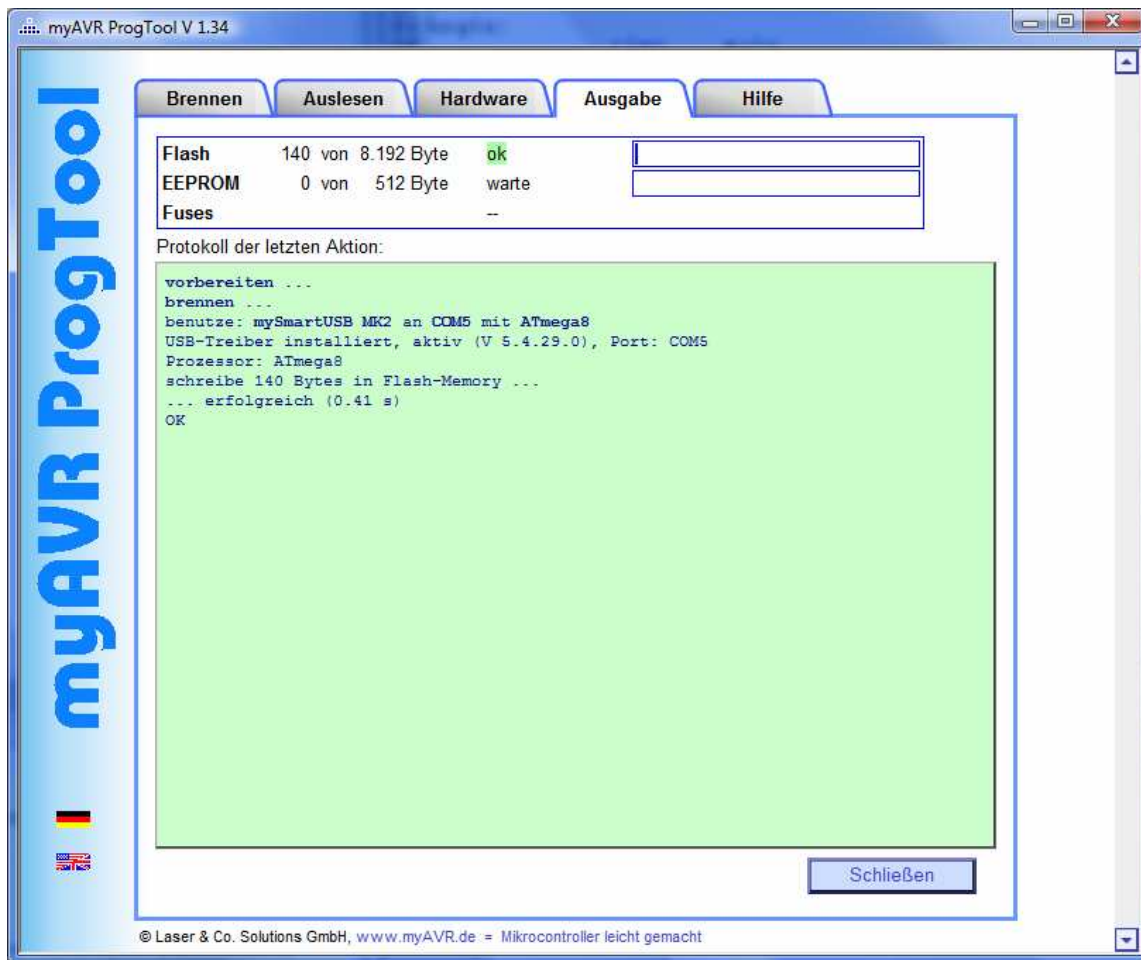 myAVR ProgTool V 1.34
myAVR ProgTool
Brennen Auslesen Hardware Ausgabe Hilfe
Flash 140 von 8.192 Byte ok
EEPROM 0 von 512 Byte warte
Fuses --
Protokoll der letzten Aktion:
vorbereiten ...
brennen ...
benutze: mySmartUSB MK2 an COM5 mit ATmega8
USB-Treiber installiert, aktiv (V 5.4.29.0), Port: COM5
Prozessor: ATmega8
schreibe 140 Bytes in Flash-Memory ...
... erfolgreich (0.41 s)
OK
Schließen
© Laser & Co. Solutions GmbH, www.myAVR.de = Mikrocontroller leicht gemacht